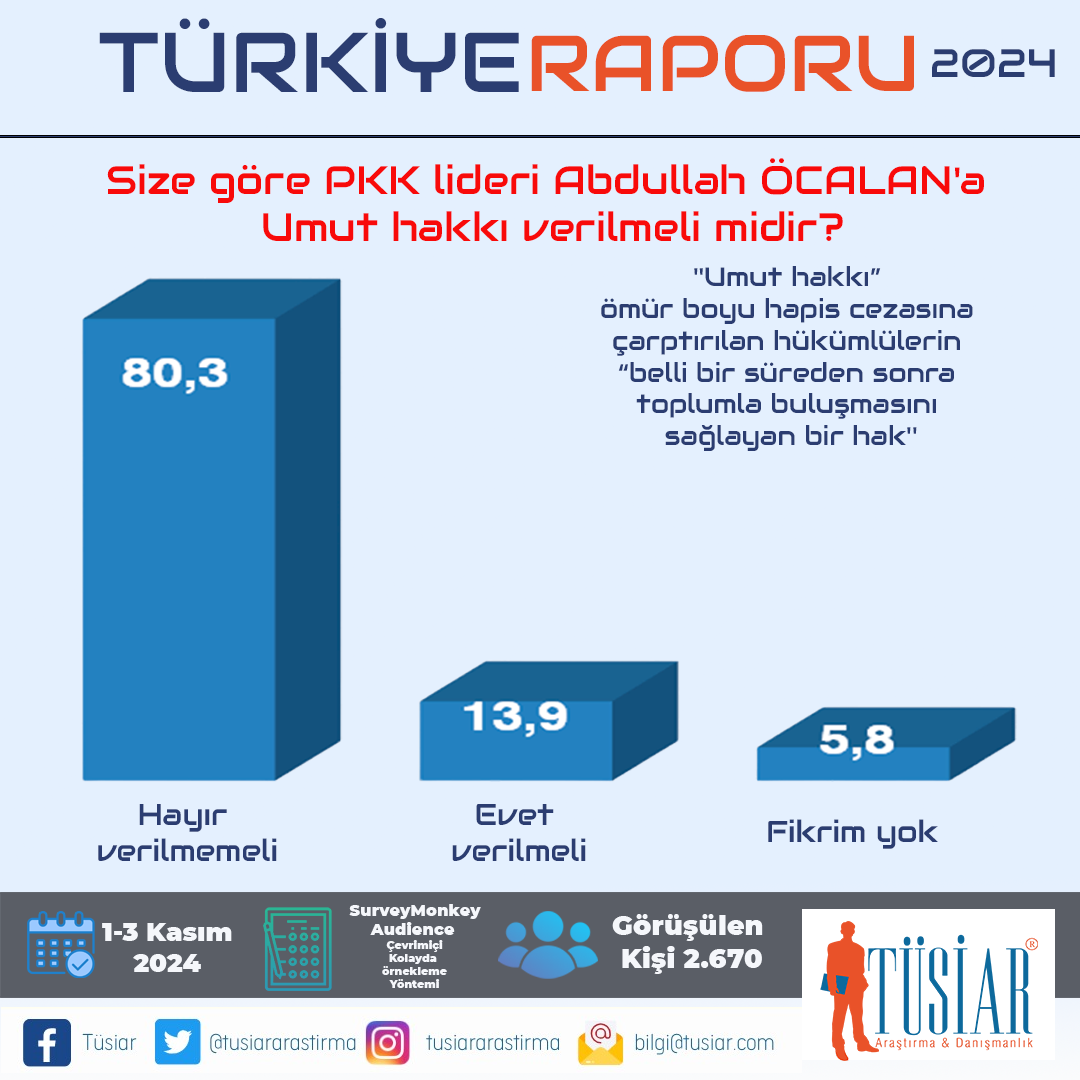 TÜRKİYERAPORU 2024
Size göre PKK lideri Abdullah ÖCALAN'a
Umut hakkı verilmeli midir?
"Umut hakkı”
ömür boyu hapis cezasına
çarptırılan hükümlülerin
“belli bir süreden sonra
toplumla buluşmasını
sağlayan bir hak"
80,3
13,9
5,8
Hayır
verilmemeli
Evet
verilmeli
Fikrim yok
1-3 Kasım
2024
SurveyMonkey
Audience
Çevrimiçi
Kolayda
örnekleme
Yöntemi
Görüşülen
Kişi 2.670
TÜSİAR®
Araştırma & Danışmanlık
Tüsiar
@tusiararastirma
tusiararastirma
bilgi@tusiar.com